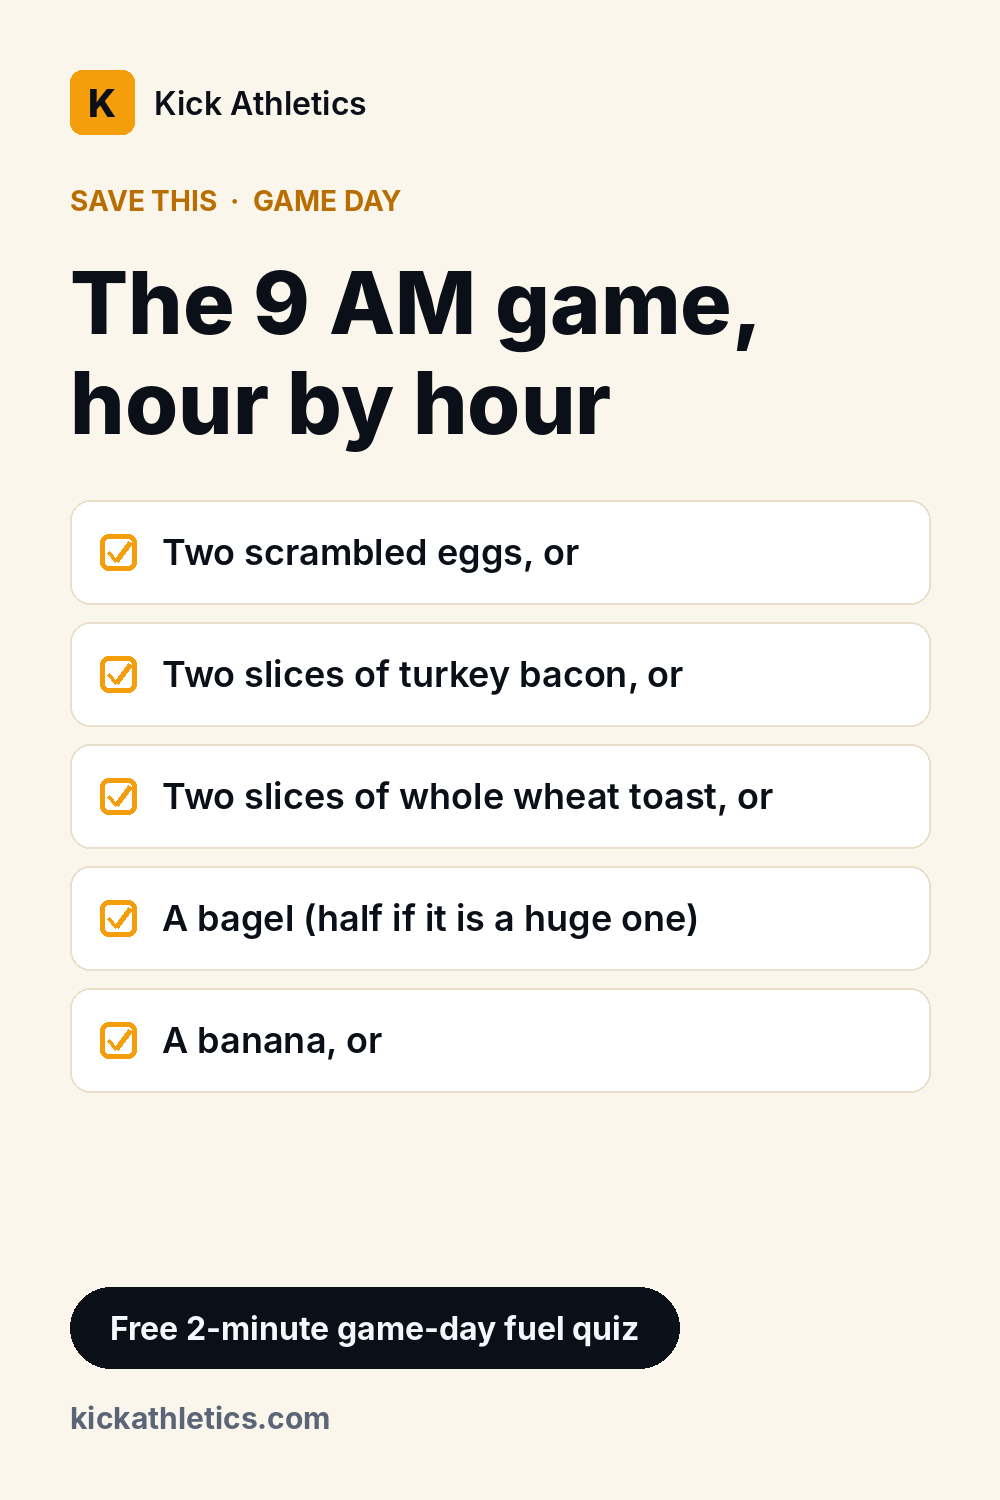 K
Kick Athletics
SAVE THIS · GAME DAY
The 9 AM game,
hour by hour
Two scrambled eggs, or
Two slices of turkey bacon, or
Two slices of whole wheat toast, or
A bagel (half if it is a huge one)
A banana, or
Free 2-minute game-day fuel quiz
kickathletics.com